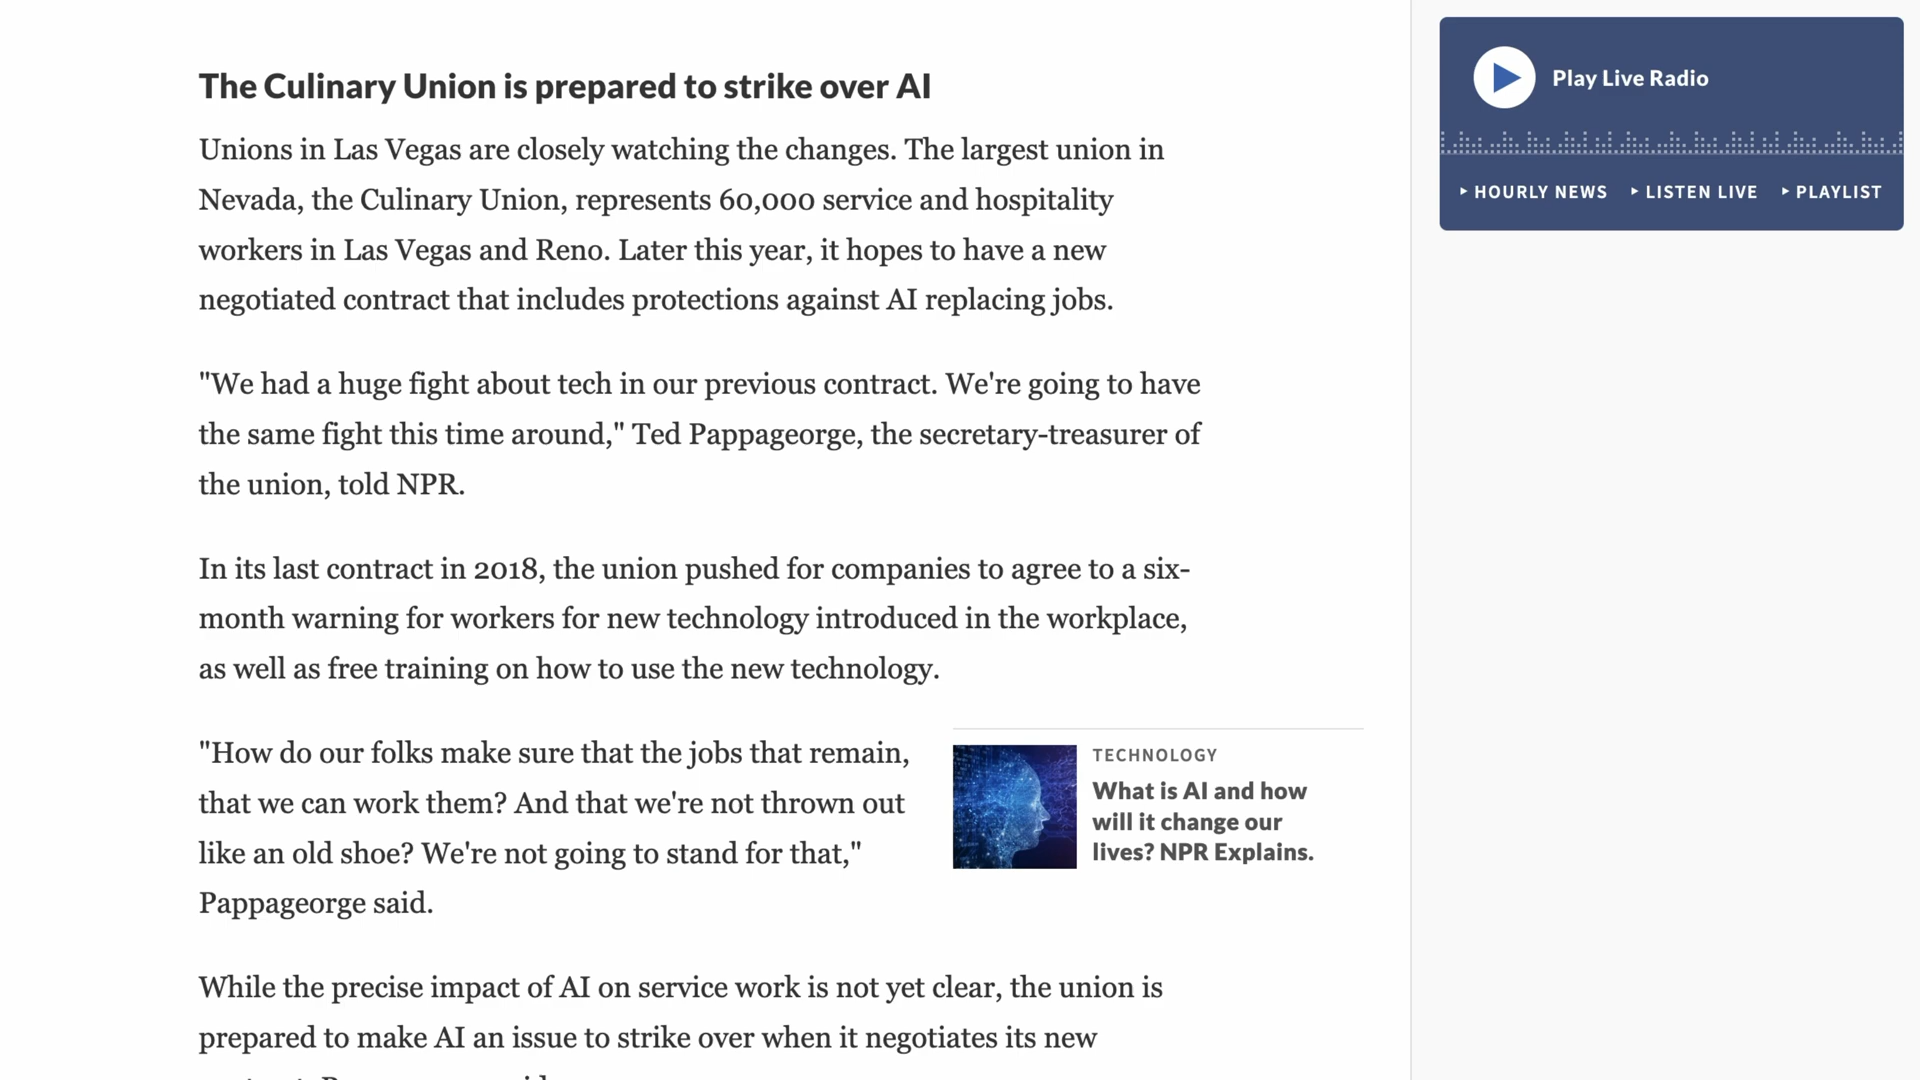 The Culinary Union is prepared to strike over AI
Unions in Las Vegas are closely watching the changes. The largest union in
Nevada, the Culinary Union, represents 60,000 service and hospitality
workers in Las Vegas and Reno. Later this year, it hopes to have a new
negotiated contract that includes protections against AI replacing jobs.
"We had a huge fight about tech in our previous contract. We're going to have
the same fight this time around," Ted Pappageorge, the secretary-treasurer of
the union, told NPR.
In its last contract in 2018, the union pushed for companies to agree to a six-
month warning for workers for new technology introduced in the workplace,
as well as free training on how to use the new technology.
"How do our folks make sure that the jobs that remain,
that we can work them? And that we're not thrown out
like an old shoe? We're not going to stand for that,"
Pappageorge said.
TECHNOLOGY
What is AI and how
will it change our
lives? NPR Explains.
While the precise impact of AI on service work is not yet clear, the union is
prepared to make AI an issue to strike over when it negotiates its new
Play Live Radio
HOURLY NEWS
LISTEN LIVE
PLAYLIST